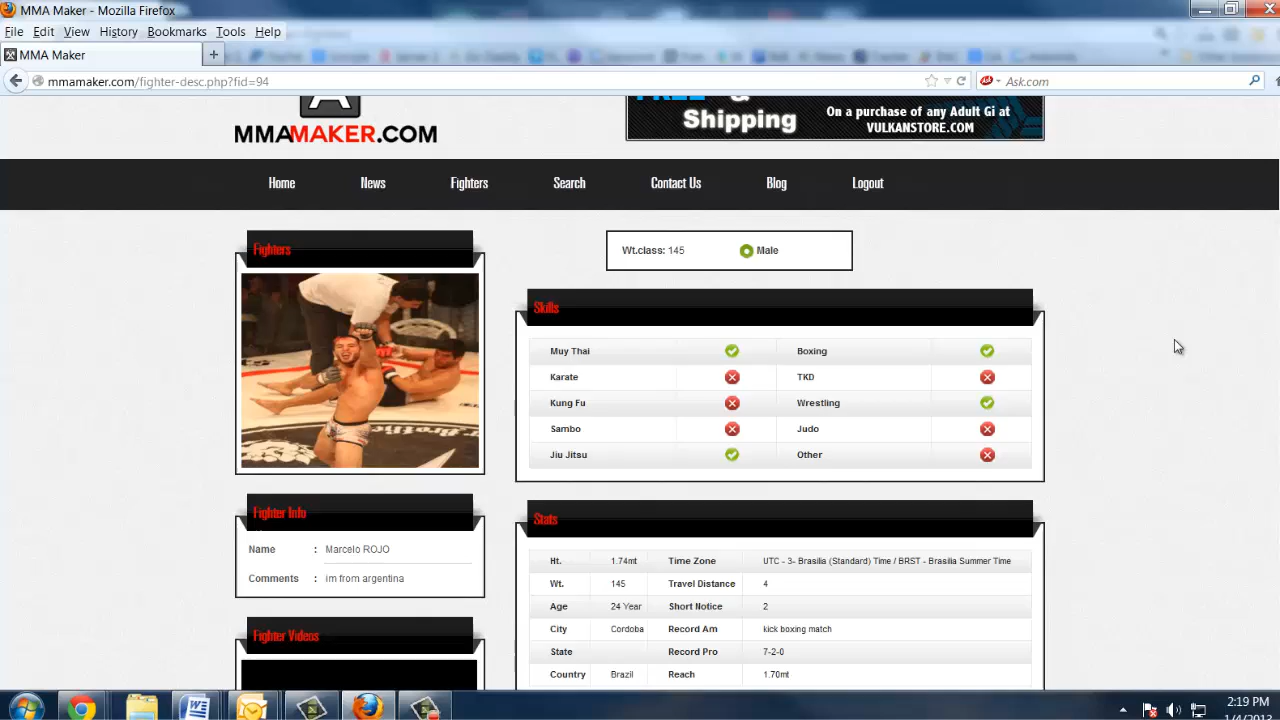 MMA Maker - Mozilla Firefox
File Edit View History Bookmarks Tools Help
MMA Maker
mmamaker.com/fighter-desc.php?fid=94
Ask.com
MMAMAKER.COM
FREE &
Shipping
On a purchase of any Adult Gi at
VULKANSTORE.COM
Home News Fighters Search Contact Us Blog Logout
Fighters
Wt.class: 145 Male
Skills
Muy Thai Boxing
Karate TKD
Kung Fu Wrestling
Sambo Judo
Jiu Jitsu Other
Fighter Info
Name : Marcelo ROJO
Comments : im from argentina
Fighter Videos
Stats
Ht. 1.74mt Time Zone UTC - 3- Brasilia (Standard) Time / BRST - Brasilia Summer Time
Wt. 145 Travel Distance 4
Age 24 Year Short Notice 2
City Cordoba Record Am kick boxing match
State Record Pro 7-2-0
Country Brazil Reach 1.70mt
2:19 PM
1/4/2013